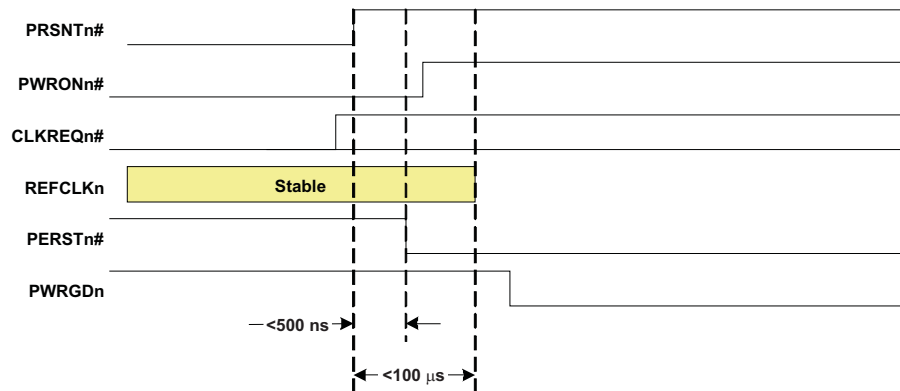 PRSNTn#
PWRONn#
CLKREQn#
REFCLKn
Stable
PERSTn#
PWRGDn
<500 ns
<100 μs